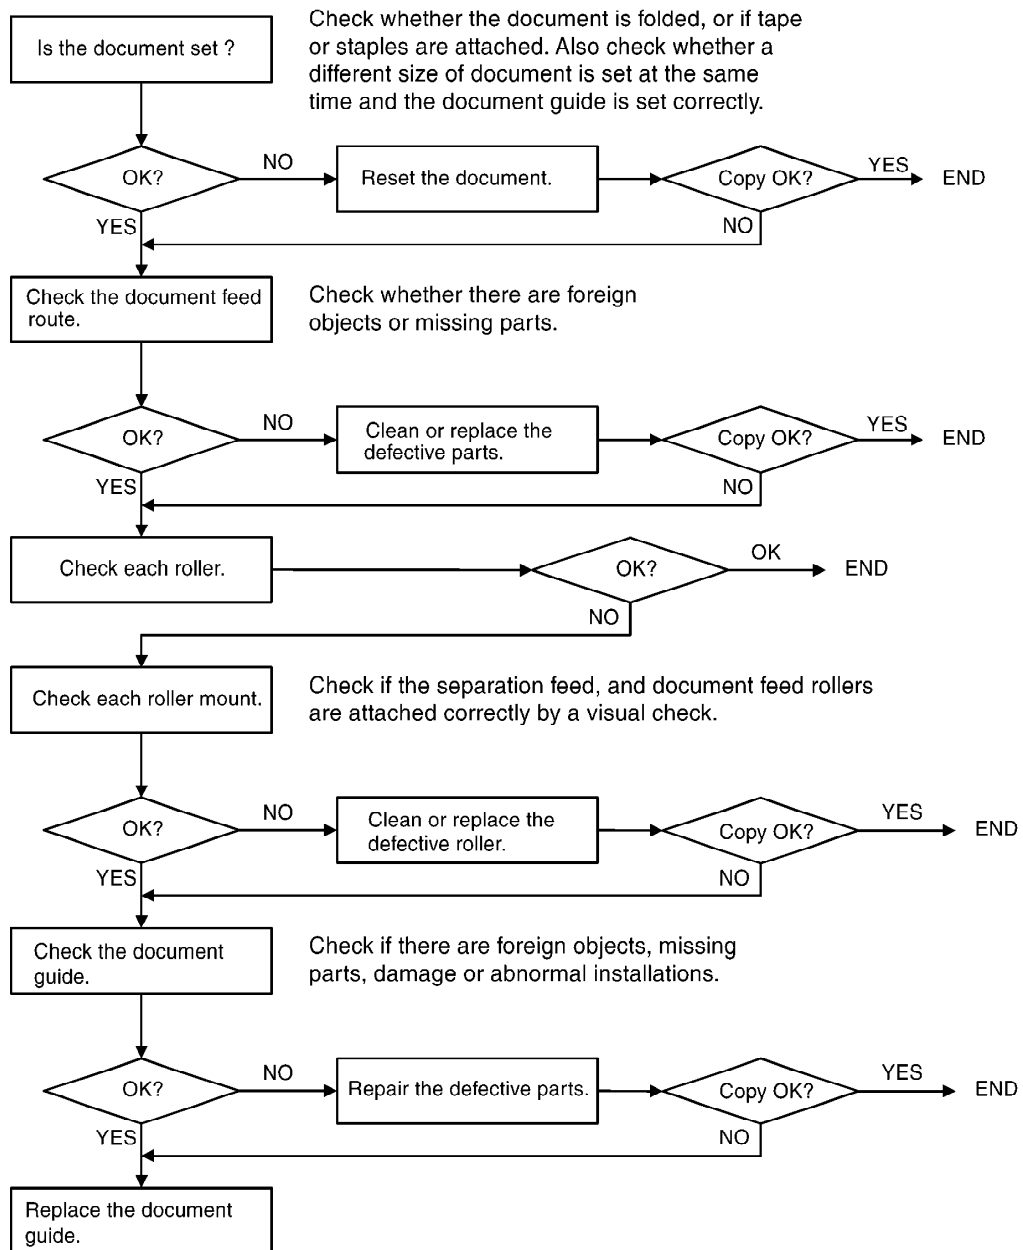 Is the document set ?
Check whether the document is folded, or if tape
or staples are attached. Also check whether a
different size of document is set at the same
time and the document guide is set correctly.
OK?
NO
Reset the document.
Copy OK?
YES
END
YES
NO
Check the document feed
route.
Check whether there are foreign
objects or missing parts.
OK?
NO
Clean or replace the
defective parts.
Copy OK?
YES
END
YES
NO
Check each roller.
OK?
OK
END
NO
Check each roller mount.
Check if the separation feed, and document feed rollers
are attached correctly by a visual check.
OK?
NO
Clean or replace the
defective roller.
Copy OK?
YES
END
YES
NO
Check the document
guide.
Check if there are foreign objects, missing
parts, damage or abnormal installations.
OK?
NO
Repair the defective parts.
Copy OK?
YES
END
YES
NO
Replace the document
guide.